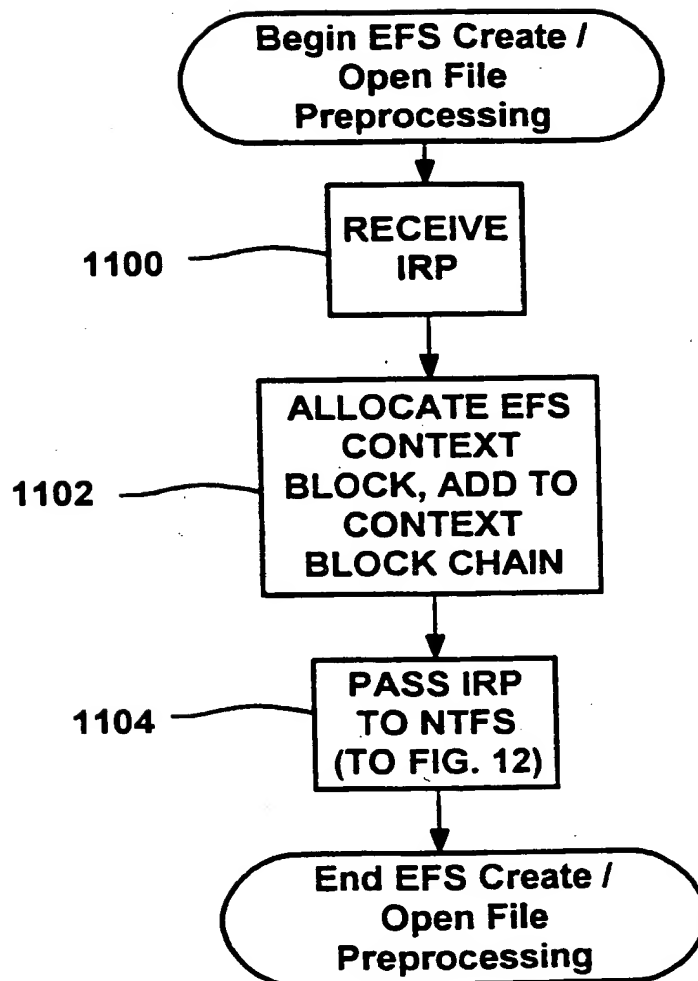 Begin EFS Create /
Open File
Preprocessing
1100
RECEIVE
IRP
1102
ALLOCATE EFS
CONTEXT
BLOCK, ADD TO
CONTEXT
BLOCK CHAIN
1104
PASS IRP
TO NTFS
(TO FIG. 12)
End EFS Create /
Open File
Preprocessing